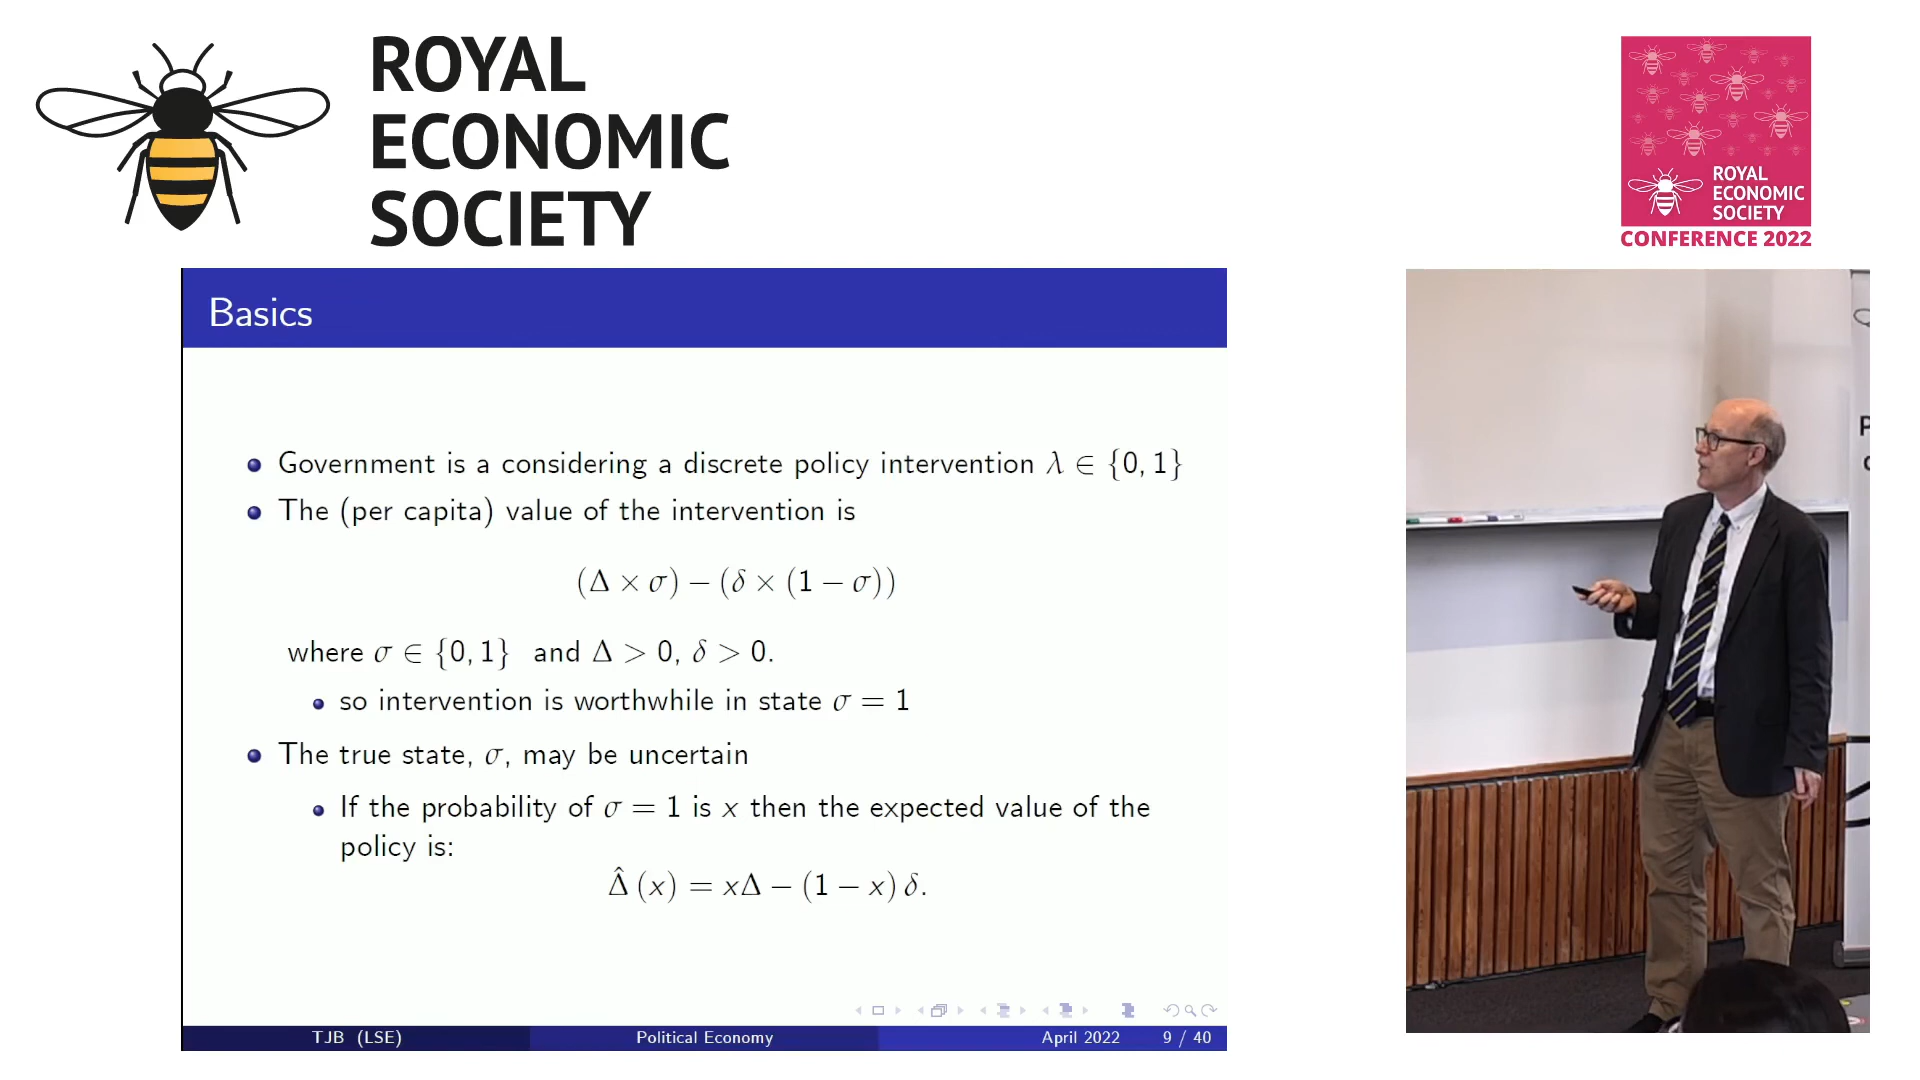 ROYAL
ECONOMIC
SOCIETY
ROYAL
ECONOMIC
SOCIETY
CONFERENCE 2022
Basics
Government is a considering a discrete policy intervention λ ∈ {0, 1}
The (per capita) value of the intervention is
(Δ × σ) − (δ × (1 − σ))
where σ ∈ {0, 1} and Δ > 0, δ > 0.
so intervention is worthwhile in state σ = 1
The true state, σ, may be uncertain
If the probability of σ = 1 is x then the expected value of the
policy is:
Δ̂ (x) = xΔ − (1 − x) δ.
TJB (LSE)
Political Economy
April 2022
9 / 40